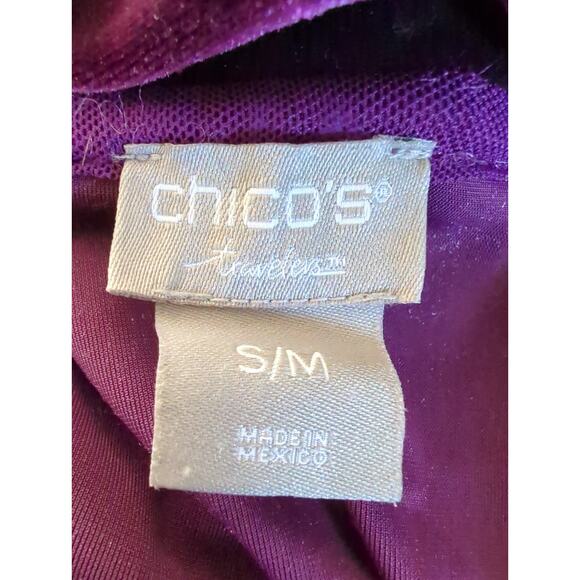 chico's®
travelers™
S/M
MADE IN
MEXICO